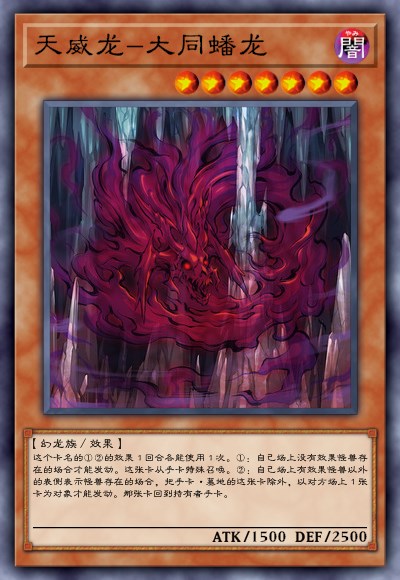 天威龙-大同蟠龙
やみ
闇
【幻龙族/效果】
这个卡名的①②的效果1回合各能使用1次。①：自己场上没有效果怪兽存
在的场合才能发动。这张卡从手卡特殊召唤。②：自己场上有效果怪兽以外
的表侧表示怪兽存在的场合，把手卡·墓地的这张卡除外，以对方场上1张
卡为对象才能发动。那张卡回到持有者手卡。
ATK/1500 DEF/2500